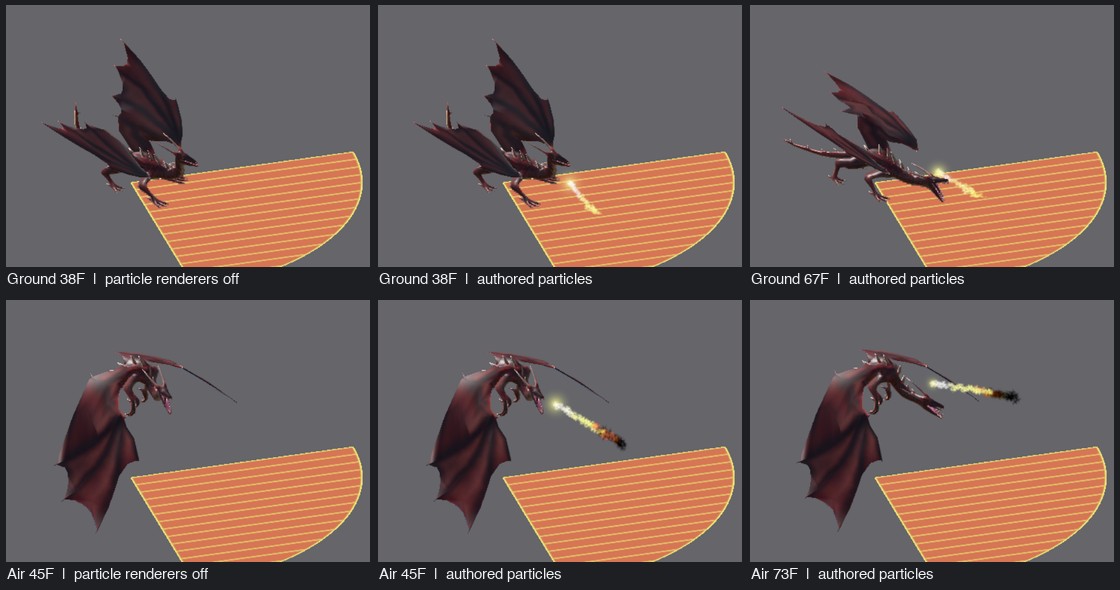 Ground 38F | particle renderers off
Ground 38F | authored particles
Ground 67F | authored particles
Air 45F | particle renderers off
Air 45F | authored particles
Air 73F | authored particles